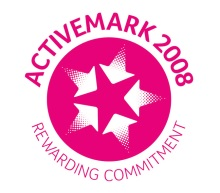 ACTIVEMARK 2008
REWARDING COMMITMENT